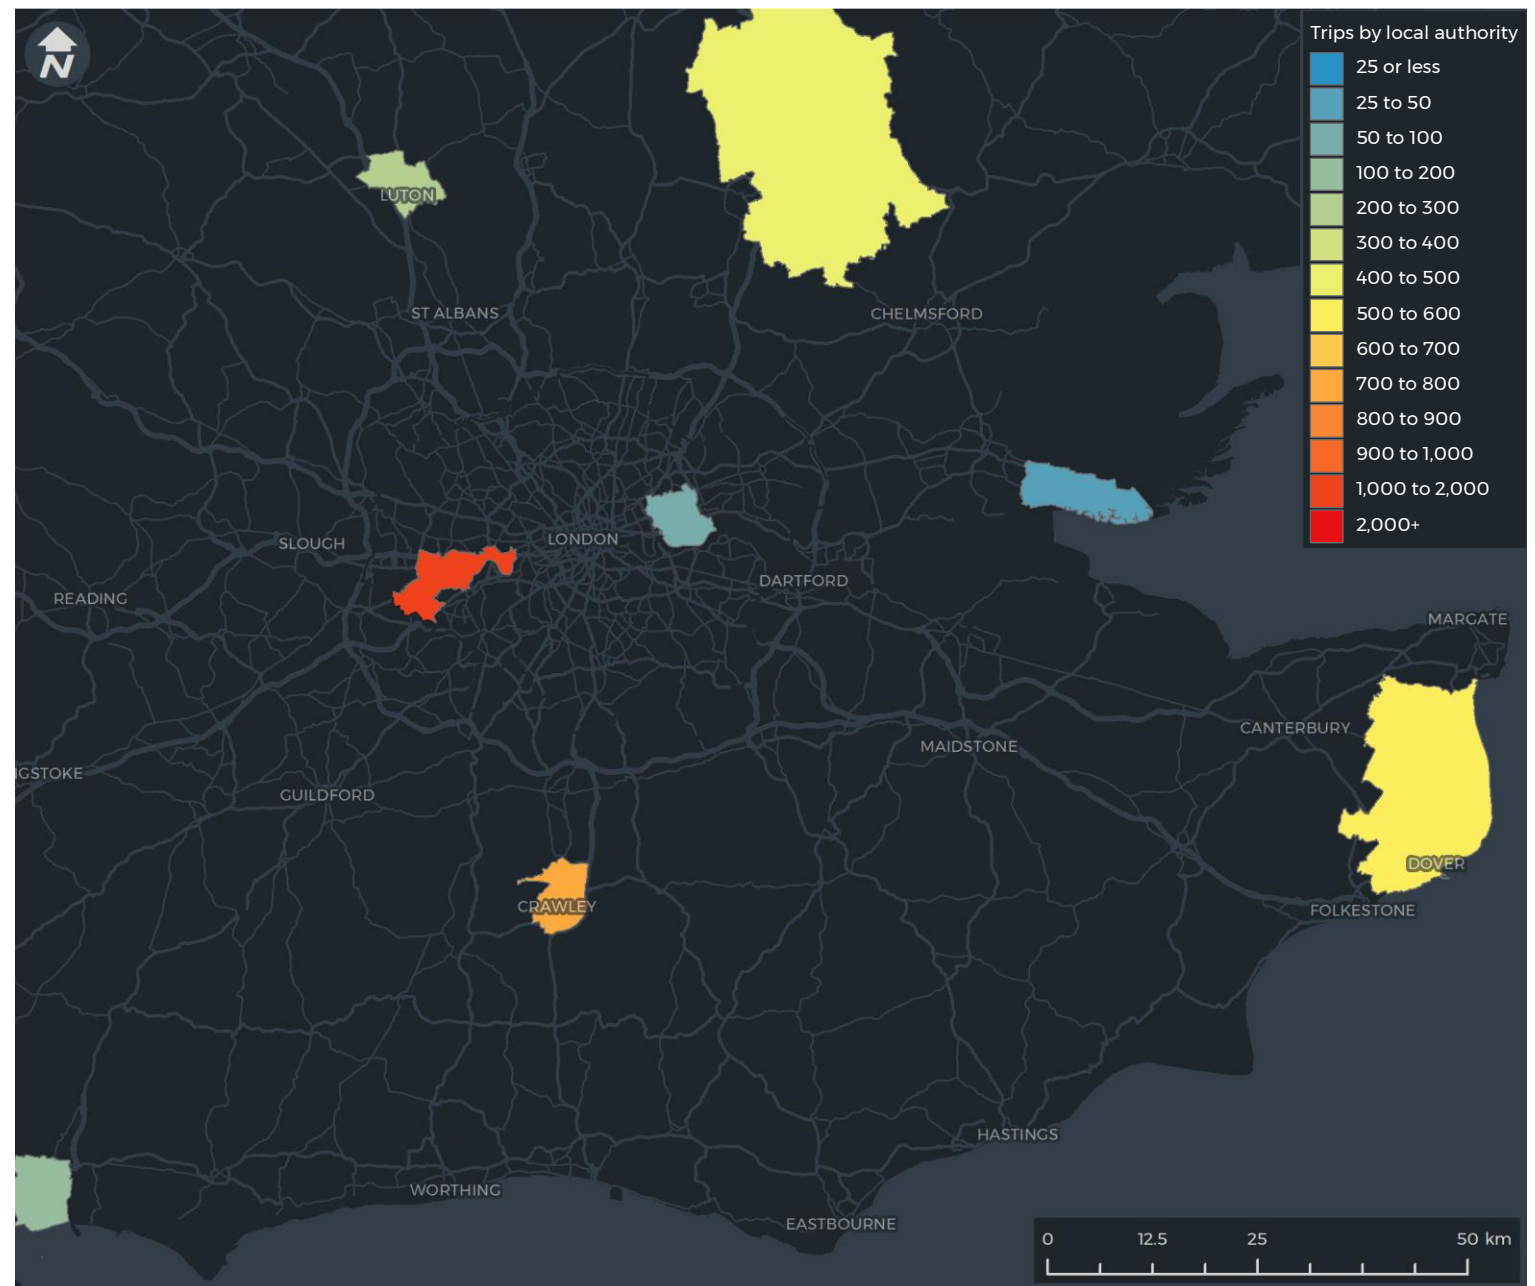 N
Trips by local authority
25 or less
25 to 50
50 to 100
100 to 200
200 to 300
300 to 400
400 to 500
500 to 600
600 to 700
700 to 800
800 to 900
900 to 1,000
1,000 to 2,000
2,000+
LUTON
ST ALBANS
CHELMSFORD
SLOUGH
LONDON
DARTFORD
READING
MARGATE
CANTERBURY
MAIDSTONE
GSTOKE
GUILDFORD
DOVER
CRAWLEY
FOLKESTONE
HASTINGS
WORTHING
EASTBOURNE
0 12.5 25 50 km